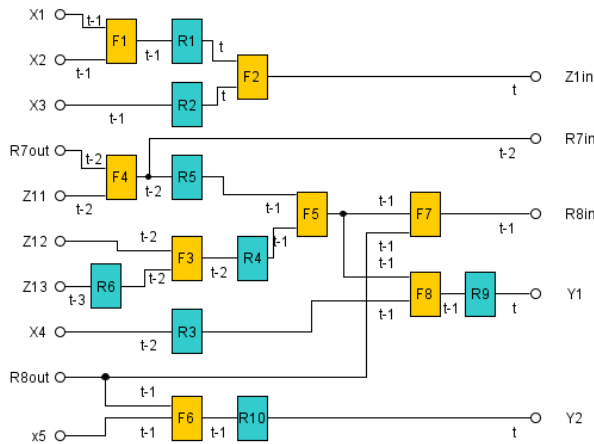 X1 t-1 F1 R1 t
X2 t-1 t-1 F2 Z1in
X3 t-1 R2 t t
R7out t-2 R7in
F4 t-2 R5 t-2
Z11 t-2 t-1 F5 t-1 F7 R8in
Z12 t-2 F3 R4 t-1 t-1 t-1
Z13 R6 t-2 t-2 t-1
t-3 F8 R9 Y1
X4 t-2 R3 t-1 t-1 t
R8out t-1
F6 R10 Y2
x5 t-1 t-1 t